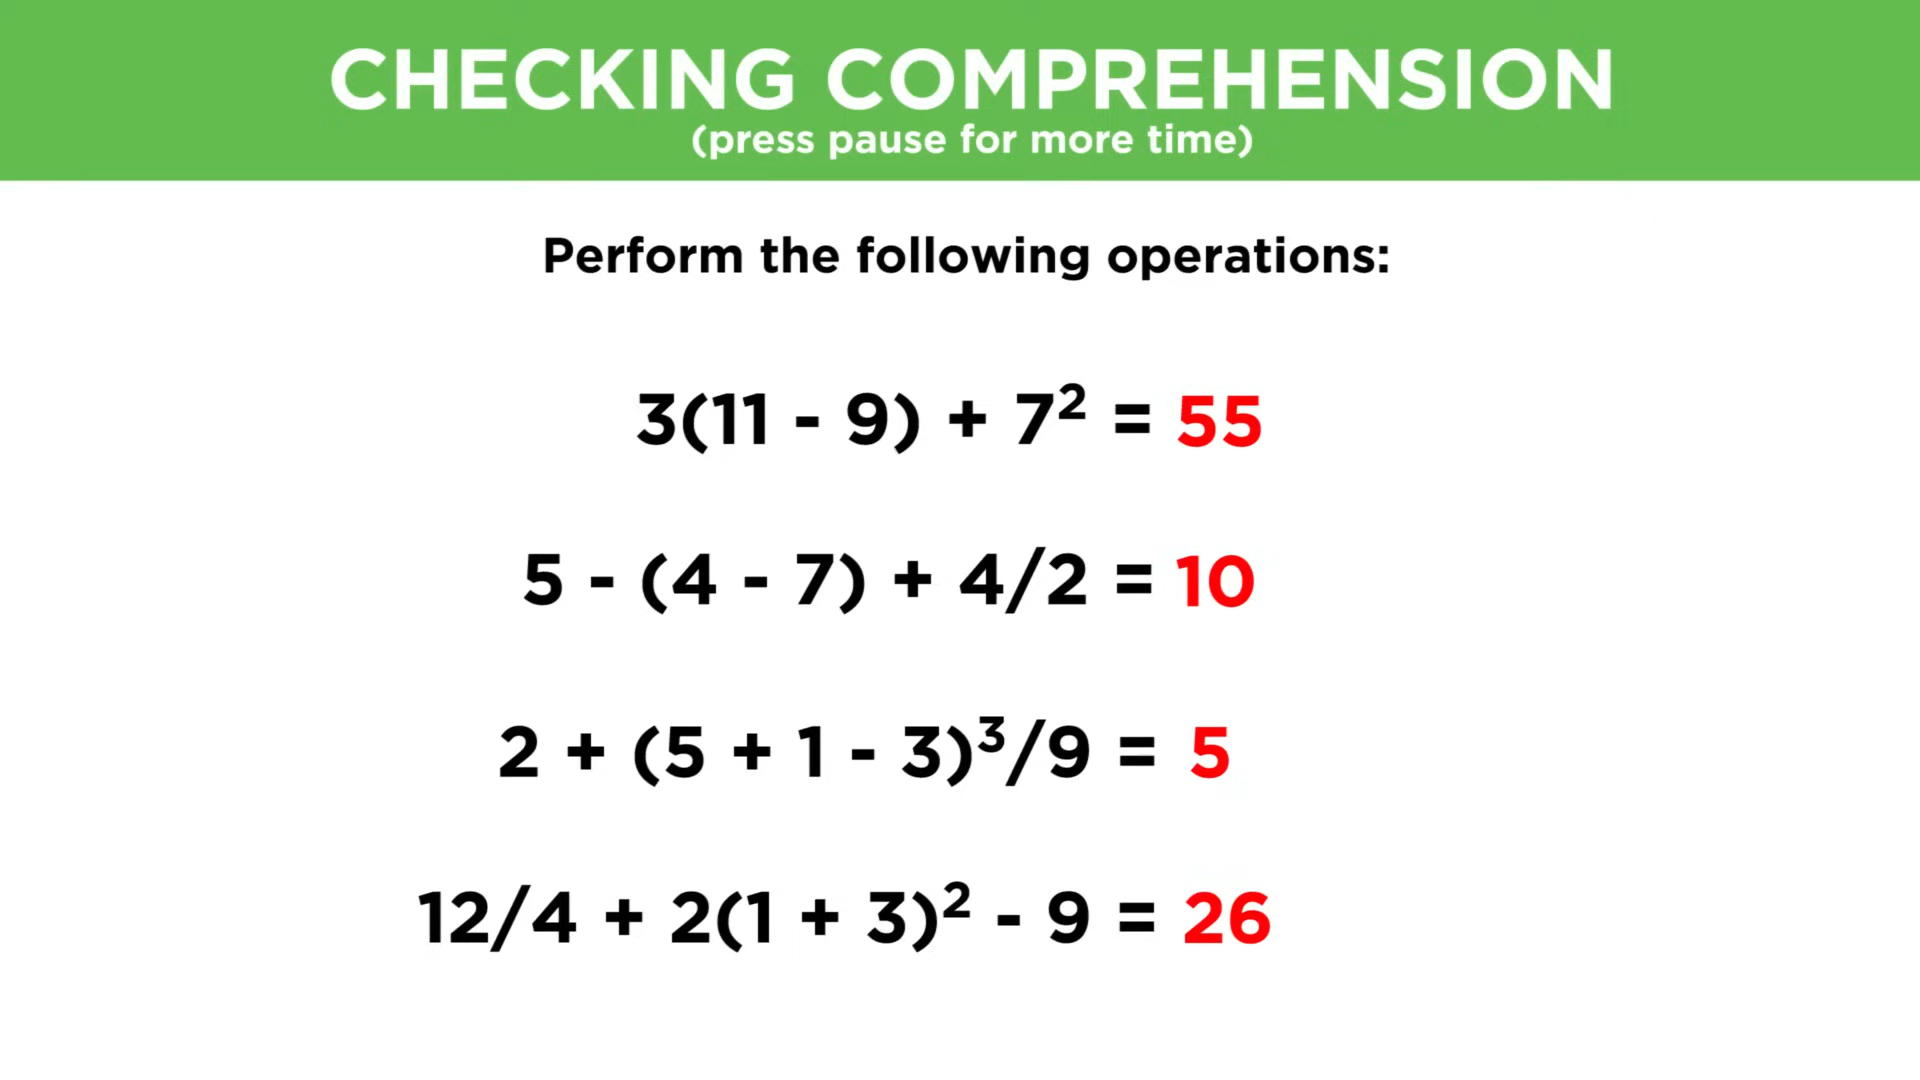 CHECKING COMPREHENSION
(press pause for more time)
Perform the following operations:
3(11 - 9) + 7² = 55
5 - (4 - 7) + 4/2 = 10
2 + (5 + 1 - 3)³/9 = 5
12/4 + 2(1 + 3)² - 9 = 26